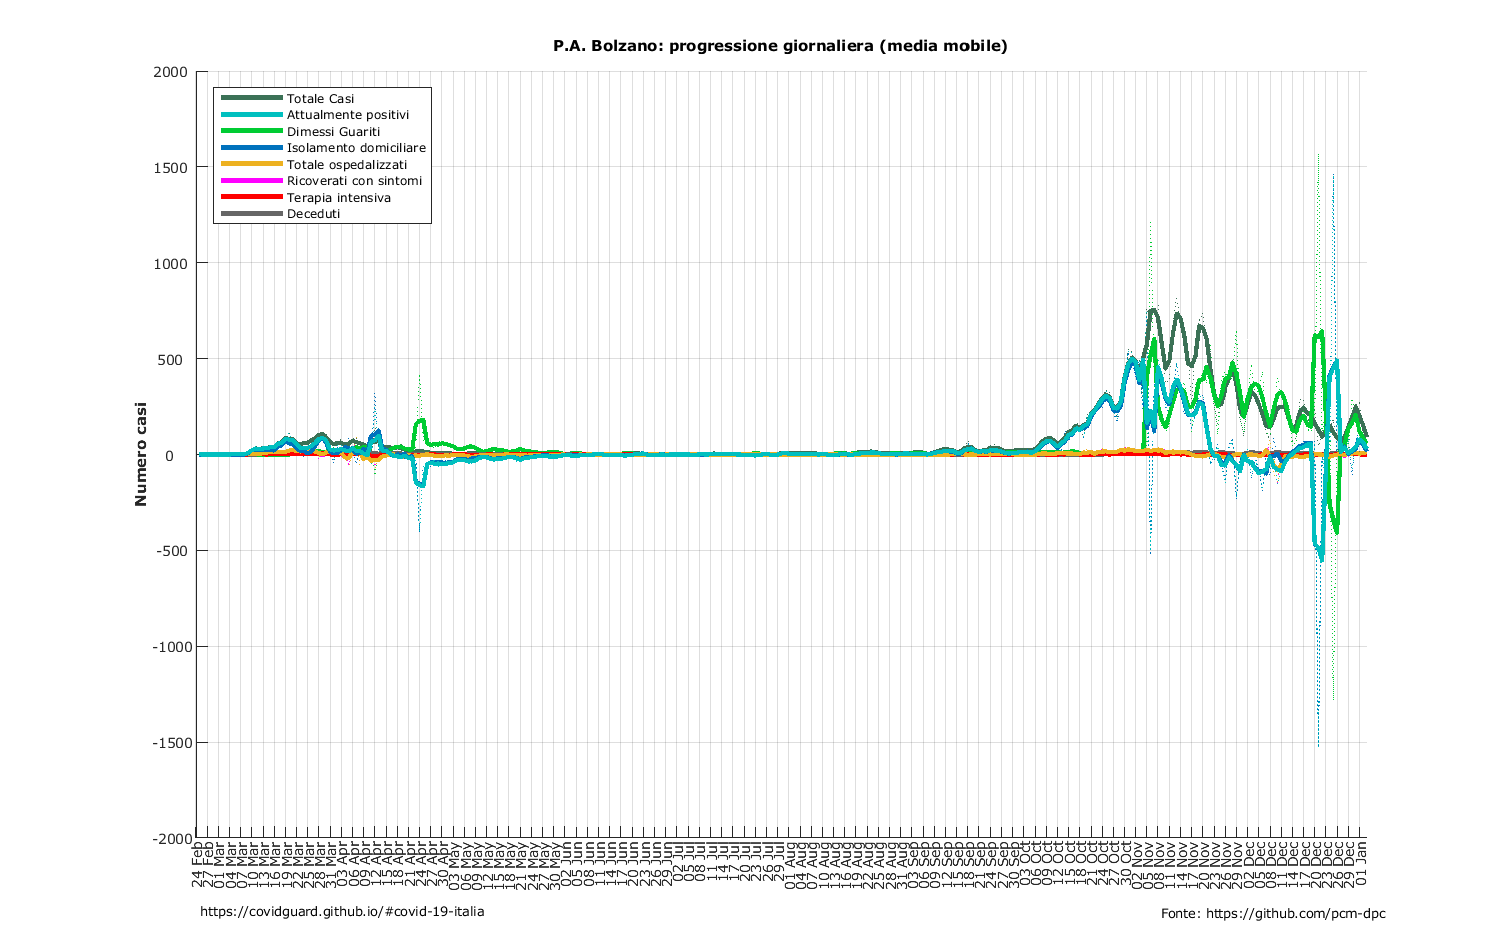 P.A. Bolzano: progressione giornaliera (media mobile)
2000
1500
1000
500
0
-500
-1000
-1500
-2000
Numero casi
Totale Casi
Attualmente positivi
Dimessi Guariti
Isolamento domiciliare
Totale ospedalizzati
Ricoverati con sintomi
Terapia intensiva
Deceduti
24 Feb
27 Feb
01 Mar
04 Mar
07 Mar
10 Mar
13 Mar
16 Mar
19 Mar
22 Mar
25 Mar
28 Mar
31 Mar
03 Apr
06 Apr
09 Apr
12 Apr
15 Apr
18 Apr
21 Apr
24 Apr
27 Apr
30 Apr
03 May
06 May
09 May
12 May
15 May
18 May
21 May
24 May
27 May
30 May
02 Jun
05 Jun
08 Jun
11 Jun
14 Jun
17 Jun
20 Jun
23 Jun
26 Jun
29 Jun
02 Jul
05 Jul
08 Jul
11 Jul
14 Jul
17 Jul
20 Jul
23 Jul
26 Jul
29 Jul
01 Aug
04 Aug
07 Aug
10 Aug
13 Aug
16 Aug
19 Aug
22 Aug
25 Aug
28 Aug
31 Aug
03 Sep
06 Sep
09 Sep
12 Sep
15 Sep
18 Sep
21 Sep
24 Sep
27 Sep
30 Sep
03 Oct
06 Oct
09 Oct
12 Oct
15 Oct
18 Oct
21 Oct
24 Oct
27 Oct
30 Oct
02 Nov
05 Nov
08 Nov
11 Nov
14 Nov
17 Nov
20 Nov
23 Nov
26 Nov
29 Nov
02 Dec
05 Dec
08 Dec
11 Dec
14 Dec
17 Dec
20 Dec
23 Dec
26 Dec
29 Dec
01 Jan
https://covidguard.github.io/#covid-19-italia
Fonte: https://github.com/pcm-dpc